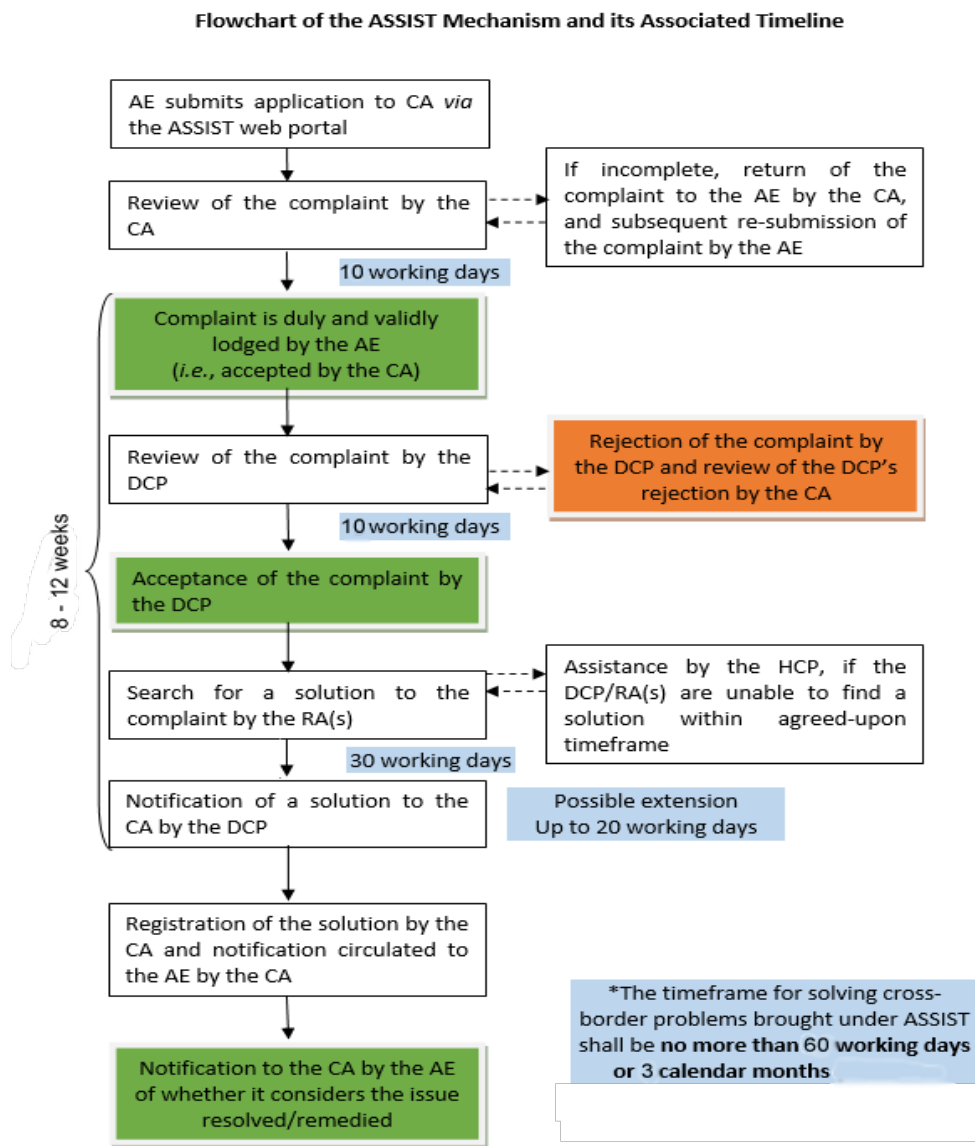 Flowchart of the ASSIST Mechanism and its Associated Timeline
AE submits application to CA via
the ASSIST web portal
Review of the complaint by the
CA
If incomplete, return of the
complaint to the AE by the CA,
and subsequent re-submission of
the complaint by the AE
10 working days
Complaint is duly and validly
lodged by the AE
(i.e., accepted by the CA)
Review of the complaint by the
DCP
Rejection of the complaint by
the DCP and review of the DCP's
rejection by the CA
10 working days
8 - 12 weeks
Acceptance of the complaint by
the DCP
Search for a solution to the
complaint by the RA(s)
Assistance by the HCP, if the
DCP/RA(s) are unable to find a
solution within agreed-upon
timeframe
30 working days
Notification of a solution to the
CA by the DCP
Possible extension
Up to 20 working days
Registration of the solution by the
CA and notification circulated to
the AE by the CA
*The timeframe for solving cross-
border problems brought under ASSIST
shall be no more than 60 working days
or 3 calendar months
Notification to the CA by the AE
of whether it considers the issue
resolved/remedied